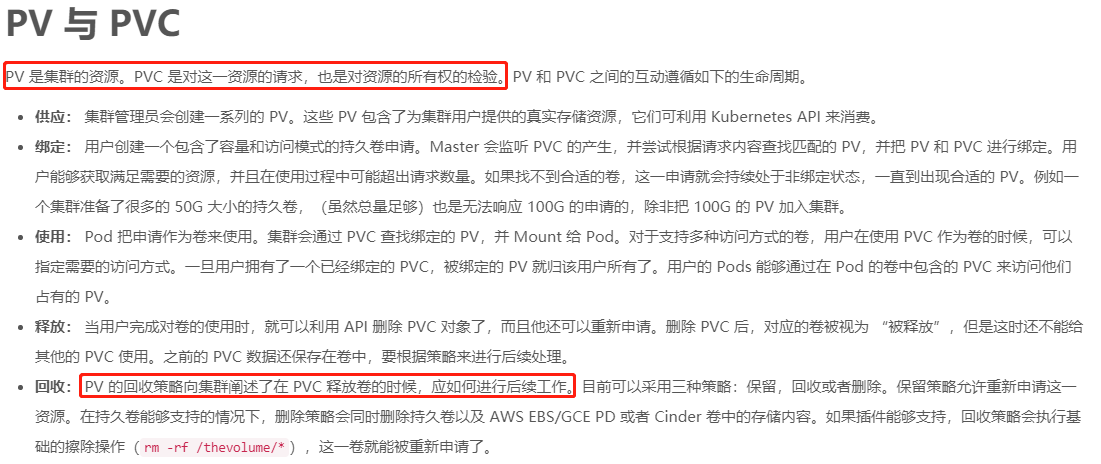 PV 与 PVC
PV 是集群的资源。PVC 是对这一资源的请求，也是对资源的所有权的检验。PV 和 PVC 之间的互动遵循如下的生命周期。
• 供应： 集群管理员会创建一系列的 PV。这些 PV 包含了为集群用户提供的真实存储资源，它们可利用 Kubernetes API 来消费。
• 绑定： 用户创建一个包含了容量和访问模式的持久卷申请。Master 会监听 PVC 的产生，并尝试根据请求内容查找匹配的 PV，并把 PV 和 PVC 进行绑定。用
户能够获取满足需要的资源，并且在使用过程中可能超出请求数量。如果找不到合适的卷，这一申请就会持续处于非绑定状态，一直到出现合适的 PV。例如一
个集群准备了很多的 50G 大小的持久卷，（虽然总量足够）也是无法响应 100G 的申请的，除非把 100G 的 PV 加入集群。
• 使用： Pod 把申请作为卷来使用。集群会通过 PVC 查找绑定的 PV，并 Mount 给 Pod。对于支持多种访问方式的卷，用户在使用 PVC 作为卷的时候，可以
指定需要的访问方式。一旦用户拥有了一个已经绑定的 PVC，被绑定的 PV 就归该用户所有了。用户的 Pods 能够通过在 Pod 的卷中包含的 PVC 来访问他们
占有的 PV。
• 释放： 当用户完成对卷的使用时，就可以利用 API 删除 PVC 对象了，而且他还可以重新申请。删除 PVC 后，对应的卷被视为 “被释放”，但是这时还不能给
其他的 PVC 使用。之前的 PVC 数据还保存在卷中，要根据策略来进行后续处理。
• 回收： PV 的回收策略向集群阐述了在 PVC 释放卷的时候，应如何进行后续工作。目前可以采用三种策略：保留，回收或者删除。保留策略允许重新申请这一
资源。在持久卷能够支持的情况下，删除策略会同时删除持久卷以及 AWS EBS/GCE PD 或者 Cinder 卷中的存储内容。如果插件能够支持，回收策略会执行基
础的擦除操作（rm -rf /thevolume/*），这一卷就能被重新申请了。